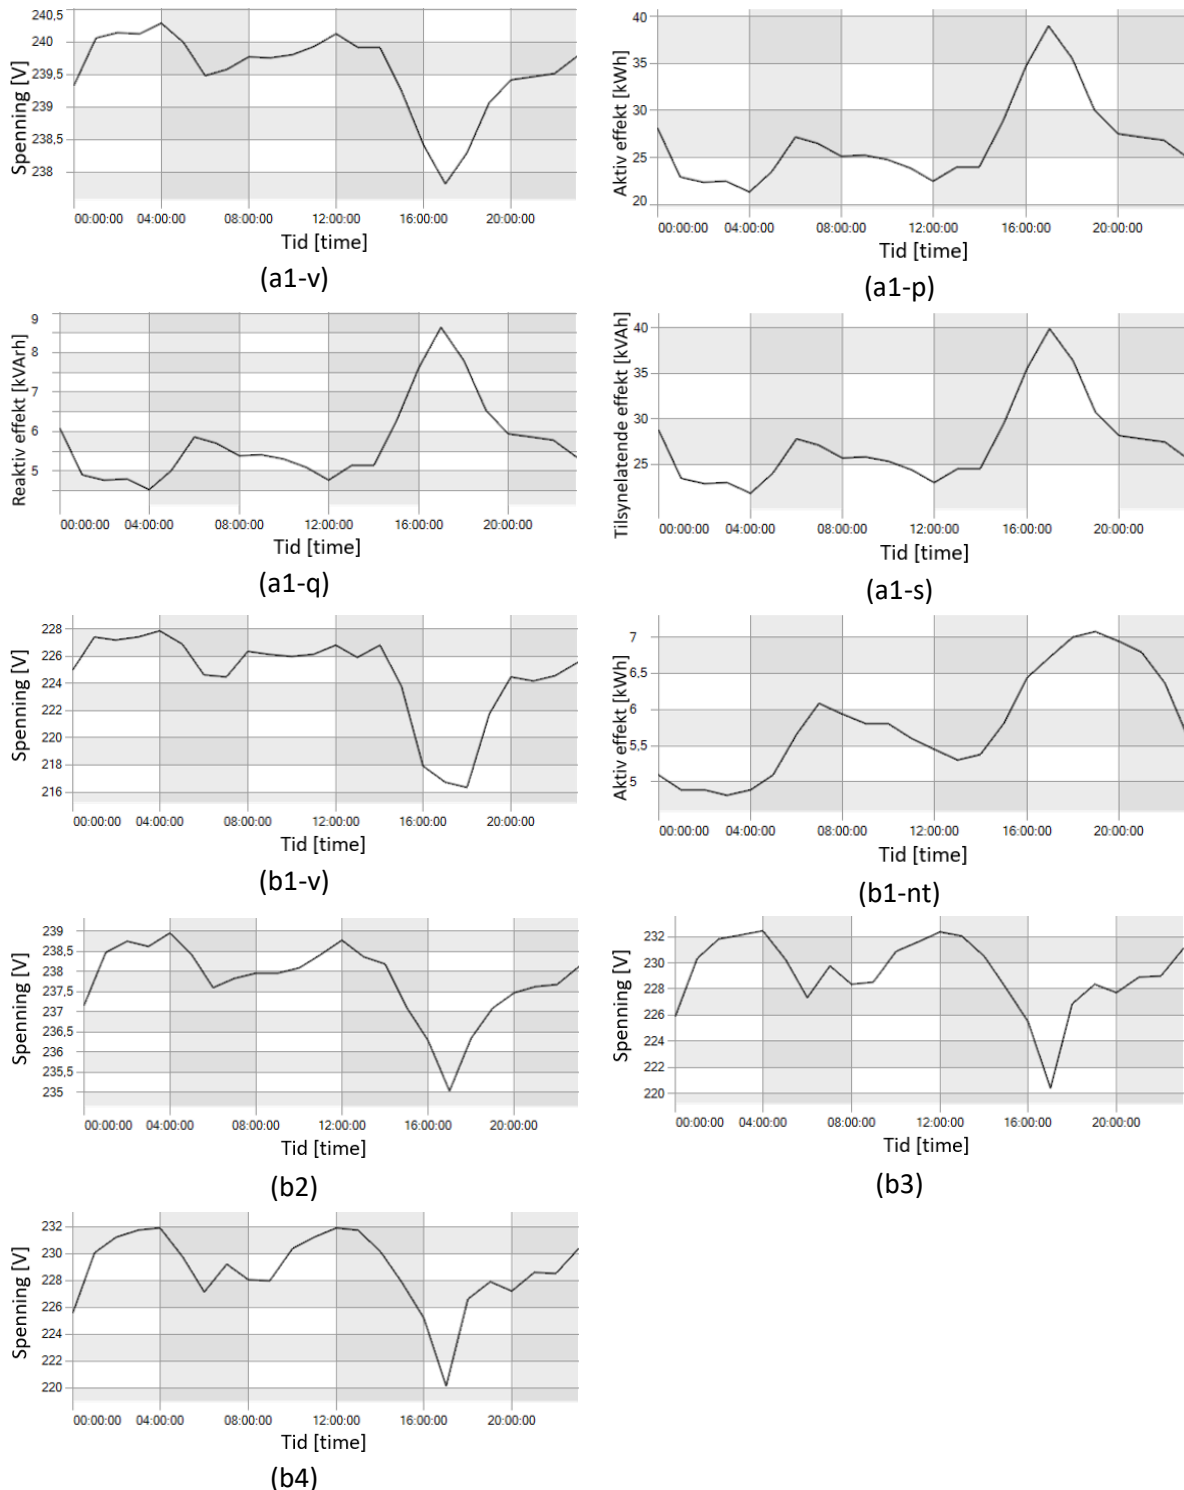 Spenning [V]
240,5
240
239,5
239
238,5
238
00:00:00 04:00:00 08:00:00 12:00:00 16:00:00 20:00:00
Tid [time]
(a1-v)
Aktiv effekt [kWh]
40
35
30
25
20
00:00:00 04:00:00 08:00:00 12:00:00 16:00:00 20:00:00
Tid [time]
(a1-p)
Reaktiv effekt [kVArh]
9
8
7
6
5
00:00:00 04:00:00 08:00:00 12:00:00 16:00:00 20:00:00
Tid [time]
(a1-q)
Tilsynelatende effekt [kVAh]
40
35
30
25
00:00:00 04:00:00 08:00:00 12:00:00 16:00:00 20:00:00
Tid [time]
(a1-s)
Spenning [V]
228
226
224
222
220
218
216
00:00:00 04:00:00 08:00:00 12:00:00 16:00:00 20:00:00
Tid [time]
(b1-v)
Aktiv effekt [kWh]
7
6,5
6
5,5
5
00:00:00 04:00:00 08:00:00 12:00:00 16:00:00 20:00:00
Tid [time]
(b1-nt)
Spenning [V]
239
238,5
238
237,5
237
236,5
236
235,5
235
00:00:00 04:00:00 08:00:00 12:00:00 16:00:00 20:00:00
Tid [time]
(b2)
Spenning [V]
232
230
228
226
224
222
220
00:00:00 04:00:00 08:00:00 12:00:00 16:00:00 20:00:00
Tid [time]
(b3)
Spenning [V]
232
230
228
226
224
222
220
00:00:00 04:00:00 08:00:00 12:00:00 16:00:00 20:00:00
Tid [time]
(b4)